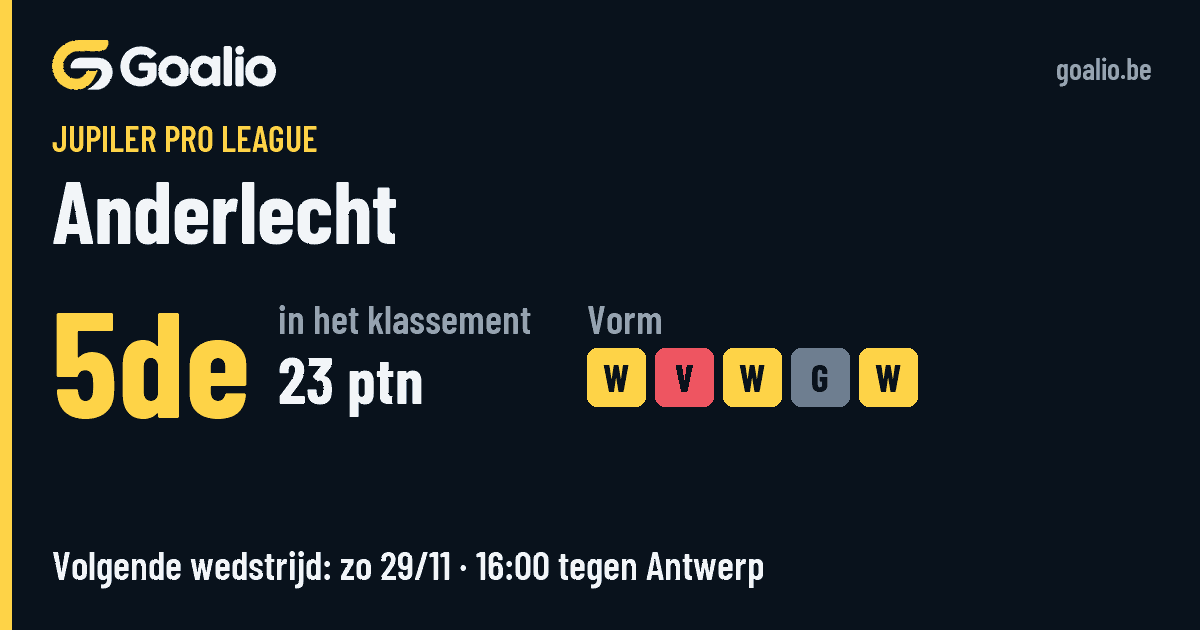 Goalio
goalio.be
JUPILER PRO LEAGUE
Anderlecht
5de
in het klassement
23 ptn
Vorm
W V W G W
Volgende wedstrijd: zo 29/11 · 16:00 tegen Antwerp